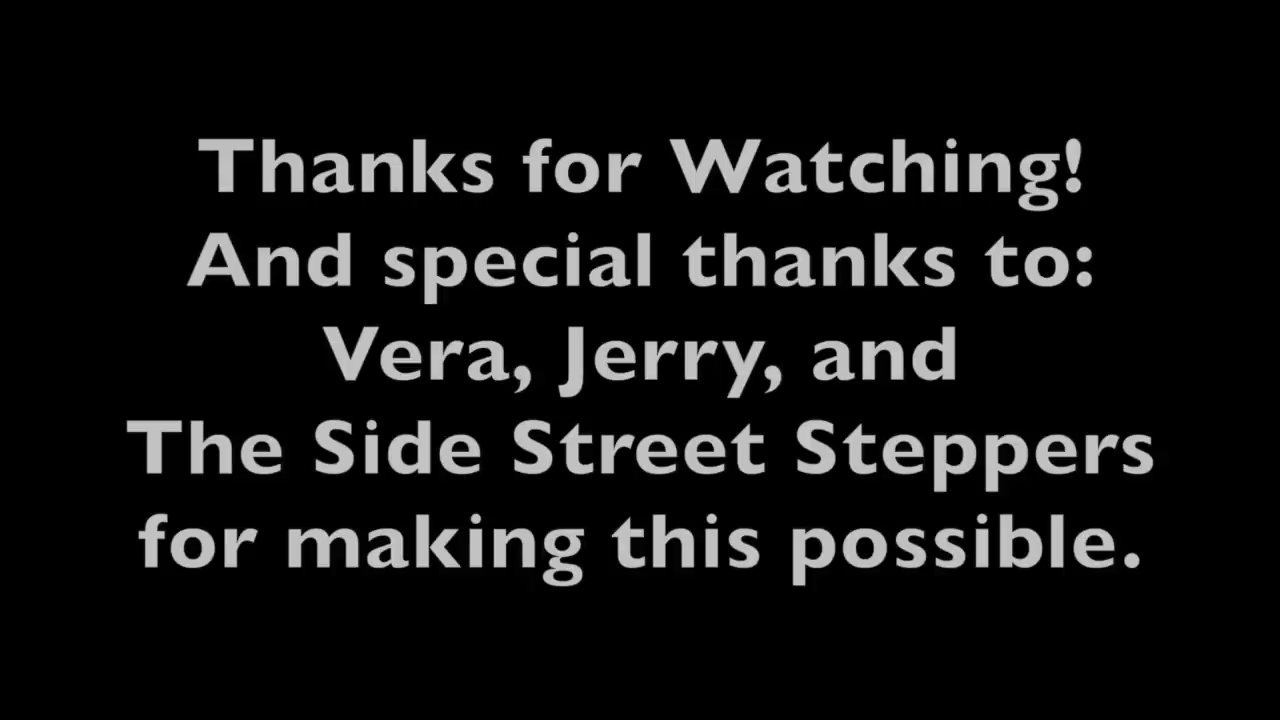 Thanks for Watching!
And special thanks to:
Vera, Jerry, and
The Side Street Steppers
for making this possible.